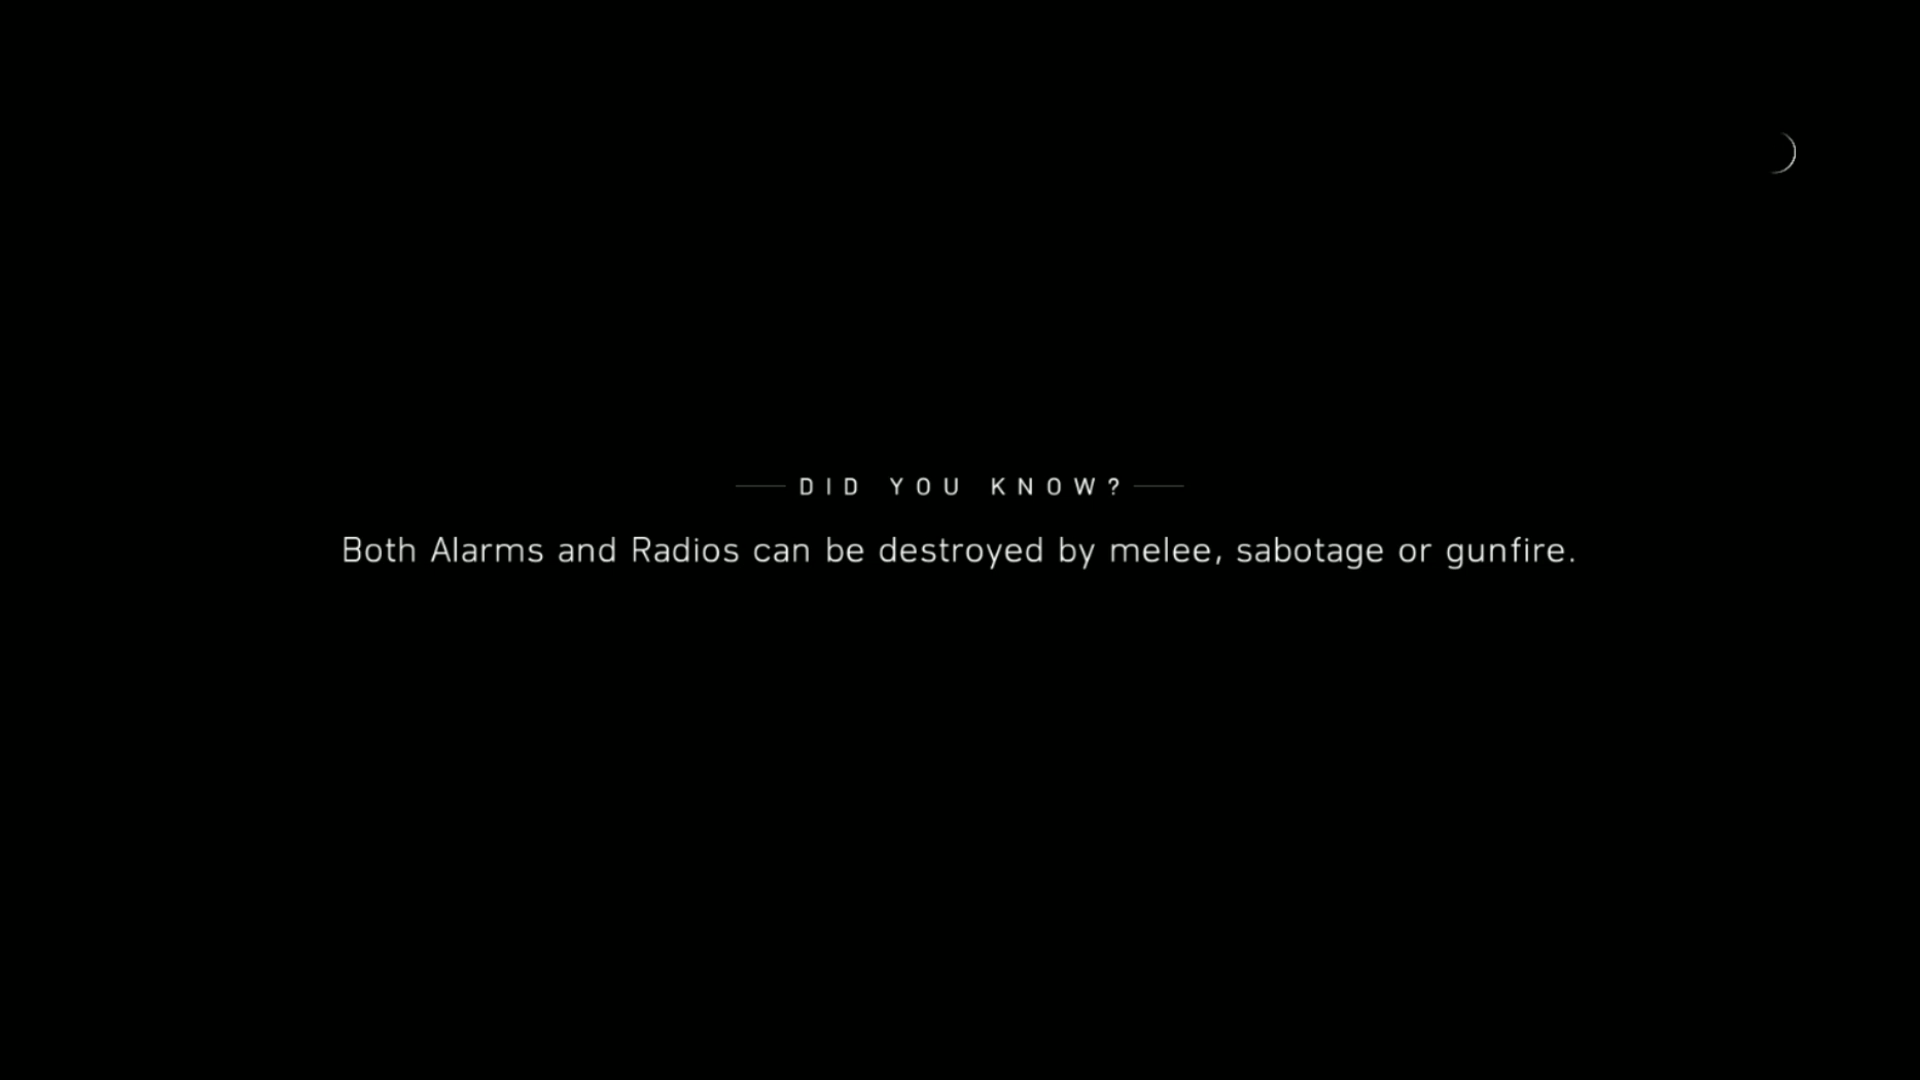 DID YOU KNOW?
Both Alarms and Radios can be destroyed by melee, sabotage or gunfire.